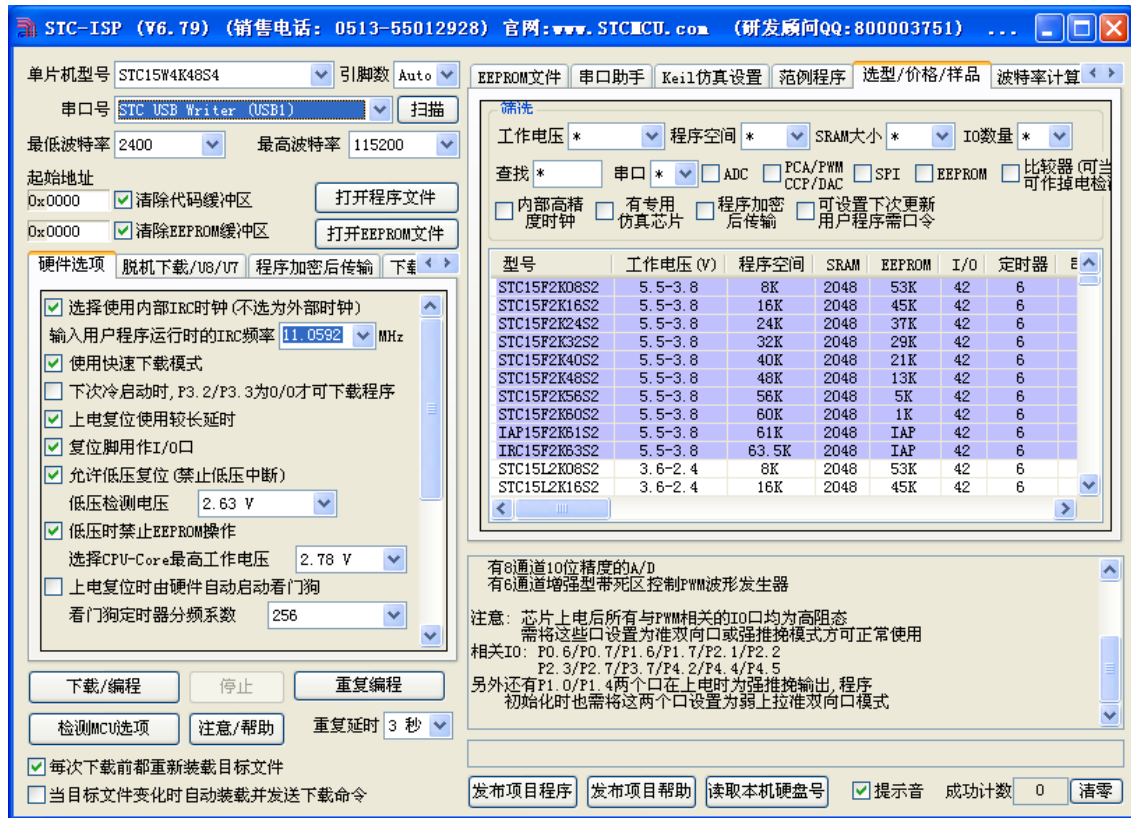 STC-ISP (V6.79) (销售电话: 0513-55012928) 官网:www.STCMCU.com (研发顾问QQ:800003751) ...
单片机型号 STC15W4K48S4 引脚数 Auto
串口号 STC USB Writer (USB1) 扫描
最低波特率 2400 最高波特率 115200
起始地址
0x0000 清除代码缓冲区 打开程序文件
0x0000 清除EEPROM缓冲区 打开EEPROM文件
硬件选项 脱机下载/U8/U7 程序加密后传输
选择使用内部IRC时钟(不选为外部时钟)
输入用户程序运行时的IRC频率 11.0592 MHz
使用快速下载模式
下次冷启动时,P3.2/P3.3为0/0才可下载程序
上电复位使用较长延时
复位脚用作I/O口
允许低压复位(禁止低压中断)
低压检测电压 2.63 V
低压时禁止EEPROM操作
选择CPU-Core最高工作电压 2.78 V
上电复位时由硬件自动启动看门狗
看门狗定时器分频系数 256
下载/编程 停止 重复编程
检测MCU选项 注意/帮助 重复延时 3 秒
每次下载前都重新装载目标文件
当目标文件变化时自动装载并发送下载命令
EEPROM文件 串口助手 Keil仿真设置 范例程序 选型/价格/样品 波特率计算
筛选
工作电压 * 程序空间 * SRAM大小 * IO数量 *
查找 * 串口 * ADC PCA/PWM CCP/DAC SPI EEPROM 比较器(可当 可作掉电检
内部高精度时钟 有专用仿真芯片 程序加密后传输 可设置下次更新用户程序需口令
型号 工作电压(V) 程序空间 SRAM EEPROM I/O 定时器
STC15F2K08S2 5.5-3.8 8K 2048 53K 42 6
STC15F2K16S2 5.5-3.8 16K 2048 45K 42 6
STC15F2K24S2 5.5-3.8 24K 2048 37K 42 6
STC15F2K32S2 5.5-3.8 32K 2048 29K 42 6
STC15F2K40S2 5.5-3.8 40K 2048 21K 42 6
STC15F2K48S2 5.5-3.8 48K 2048 13K 42 6
STC15F2K56S2 5.5-3.8 56K 2048 5K 42 6
STC15F2K60S2 5.5-3.8 60K 2048 1K 42 6
IAP15F2K61S2 5.5-3.8 61K 2048 IAP 42 6
IRC15F2K63S2 5.5-3.8 63.5K 2048 IAP 42 6
STC15L2K08S2 3.6-2.4 8K 2048 53K 42 6
STC15L2K16S2 3.6-2.4 16K 2048 45K 42 6
有8通道10位精度的A/D
有6通道增强型带死区控制PWM波形发生器
注意: 芯片上电后所有与PWM相关的IO口均为高阻态
需将这些口设置为准双向口或强推挽模式方可正常使用
相关IO: P0.6/P0.7/P1.6/P1.7/P2.1/P2.2
P2.3/P2.7/P3.7/P4.2/P4.4/P4.5
另外还有P1.0/P1.4两个口在上电时为强推挽输出,程序
初始化时也需将这两个口设置为弱上拉准双向口模式
发布项目程序 发布项目帮助 读取本机硬盘号 提示音 成功计数 0 清零